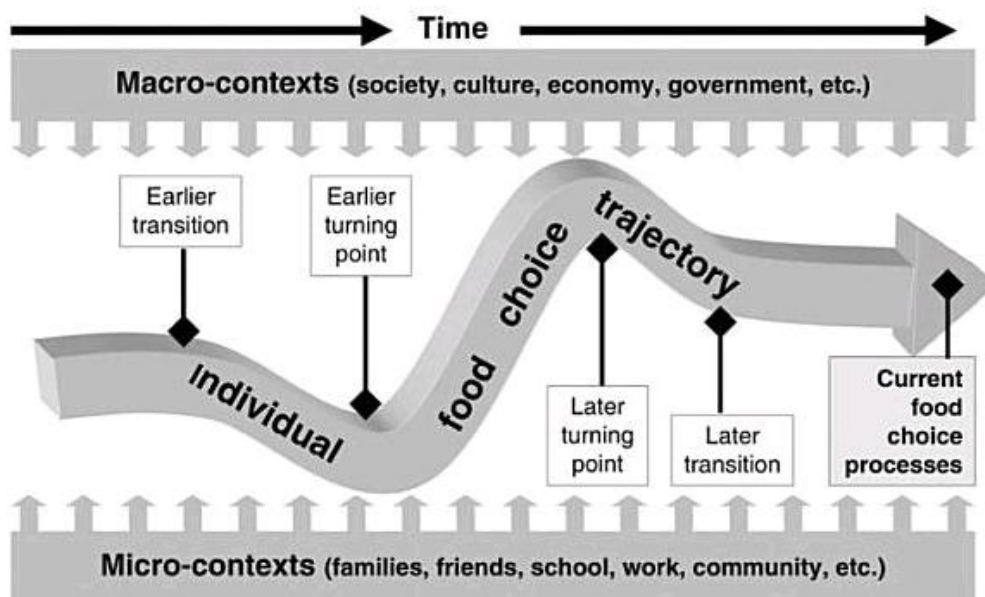 Time
Macro-contexts (society, culture, economy, government, etc.)
Earlier
transition
Earlier
turning
point
Individual food choice trajectory
Later
turning
point
Later
transition
Current
food
choice
processes
Micro-contexts (families, friends, school, work, community, etc.)